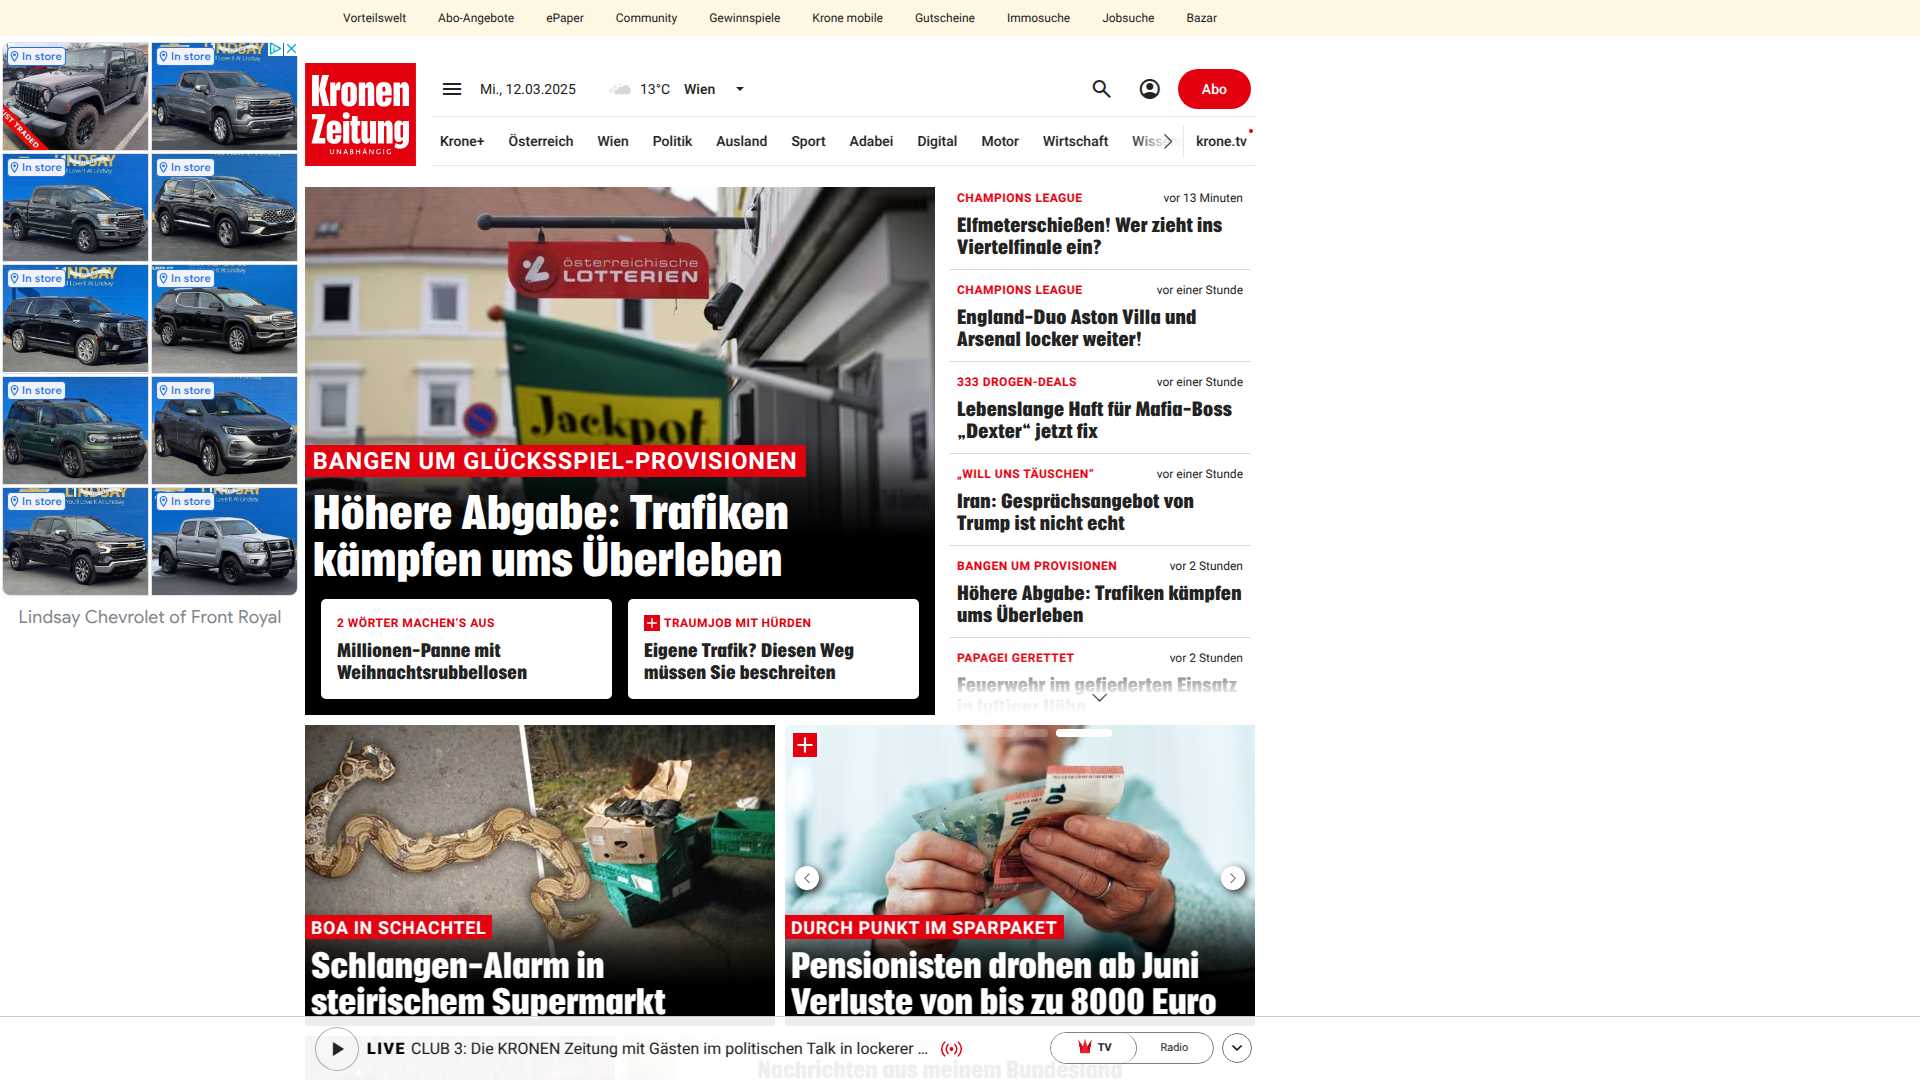 Vorteilswelt Abo-Angebote ePaper Community Gewinnspiele Krone mobile Gutscheine Immosuche Jobsuche Bazar
In store
In store
JUST TRADED
In store
In store
In store
In store
In store
In store
In store
In store
Lindsay Chevrolet of Front Royal
Kronen
Zeitung
UNABHÄNGIG
Mi., 12.03.2025 13°C Wien
Abo
Krone+ Österreich Wien Politik Ausland Sport Adabei Digital Motor Wirtschaft krone.tv
österreichische
LOTTERIEN
Jackpot
BANGEN UM GLÜCKSSPIEL-PROVISIONEN
Höhere Abgabe: Trafiken
kämpfen ums Überleben
2 WÖRTER MACHEN’S AUS
Millionen-Panne mit
Weihnachtsrubbellosen
TRAUMJOB MIT HÜRDEN
Eigene Trafik? Diesen Weg
müssen Sie beschreiten
CHAMPIONS LEAGUE vor 13 Minuten
Elfmeterschießen! Wer zieht ins
Viertelfinale ein?
CHAMPIONS LEAGUE vor einer Stunde
England-Duo Aston Villa und
Arsenal locker weiter!
333 DROGEN-DEALS vor einer Stunde
Lebenslange Haft für Mafia-Boss
„Dexter“ jetzt fix
„WILL UNS TÄUSCHEN“ vor einer Stunde
Iran: Gesprächsangebot von
Trump ist nicht echt
BANGEN UM PROVISIONEN vor 2 Stunden
Höhere Abgabe: Trafiken kämpfen
ums Überleben
PAPAGEI GERETTET vor 2 Stunden
Feuerwehr im gefiederten Einsatz
in luftiger Höhe
BOA IN SCHACHTEL
Schlangen-Alarm in
steirischem Supermarkt
10
10
DURCH PUNKT IM SPARPAKET
Pensionisten drohen ab Juni
Verluste von bis zu 8000 Euro
LIVE CLUB 3: Die KRONEN Zeitung mit Gästen im politischen Talk in lockerer ...
TV Radio
Nachrichten aus meinem Bundesland